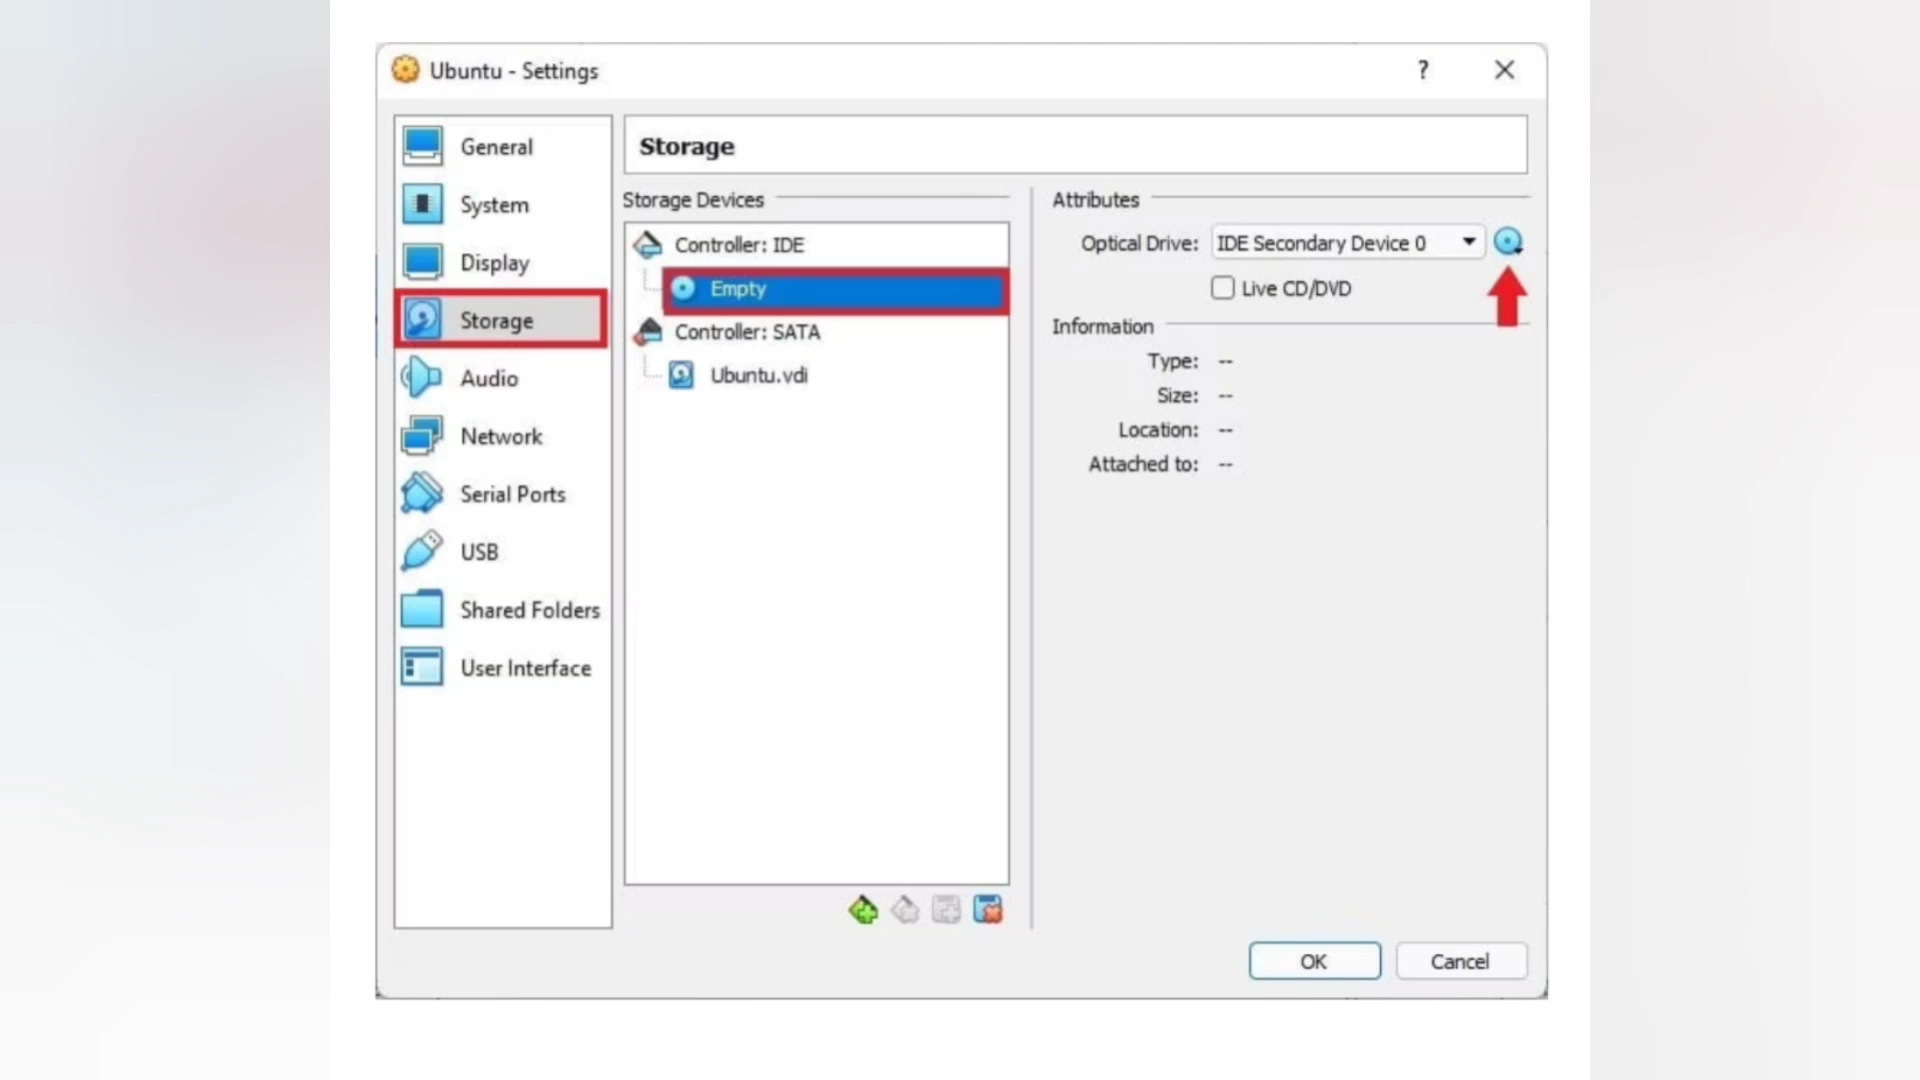 Ubuntu - Settings
?
General
System
Display
Storage
Audio
Network
Serial Ports
USB
Shared Folders
User Interface
Storage
Storage Devices
Controller: IDE
Empty
Controller: SATA
Ubuntu.vdi
Attributes
Optical Drive: IDE Secondary Device 0
Live CD/DVD
Information
Type: --
Size: --
Location: --
Attached to: --
OK
Cancel